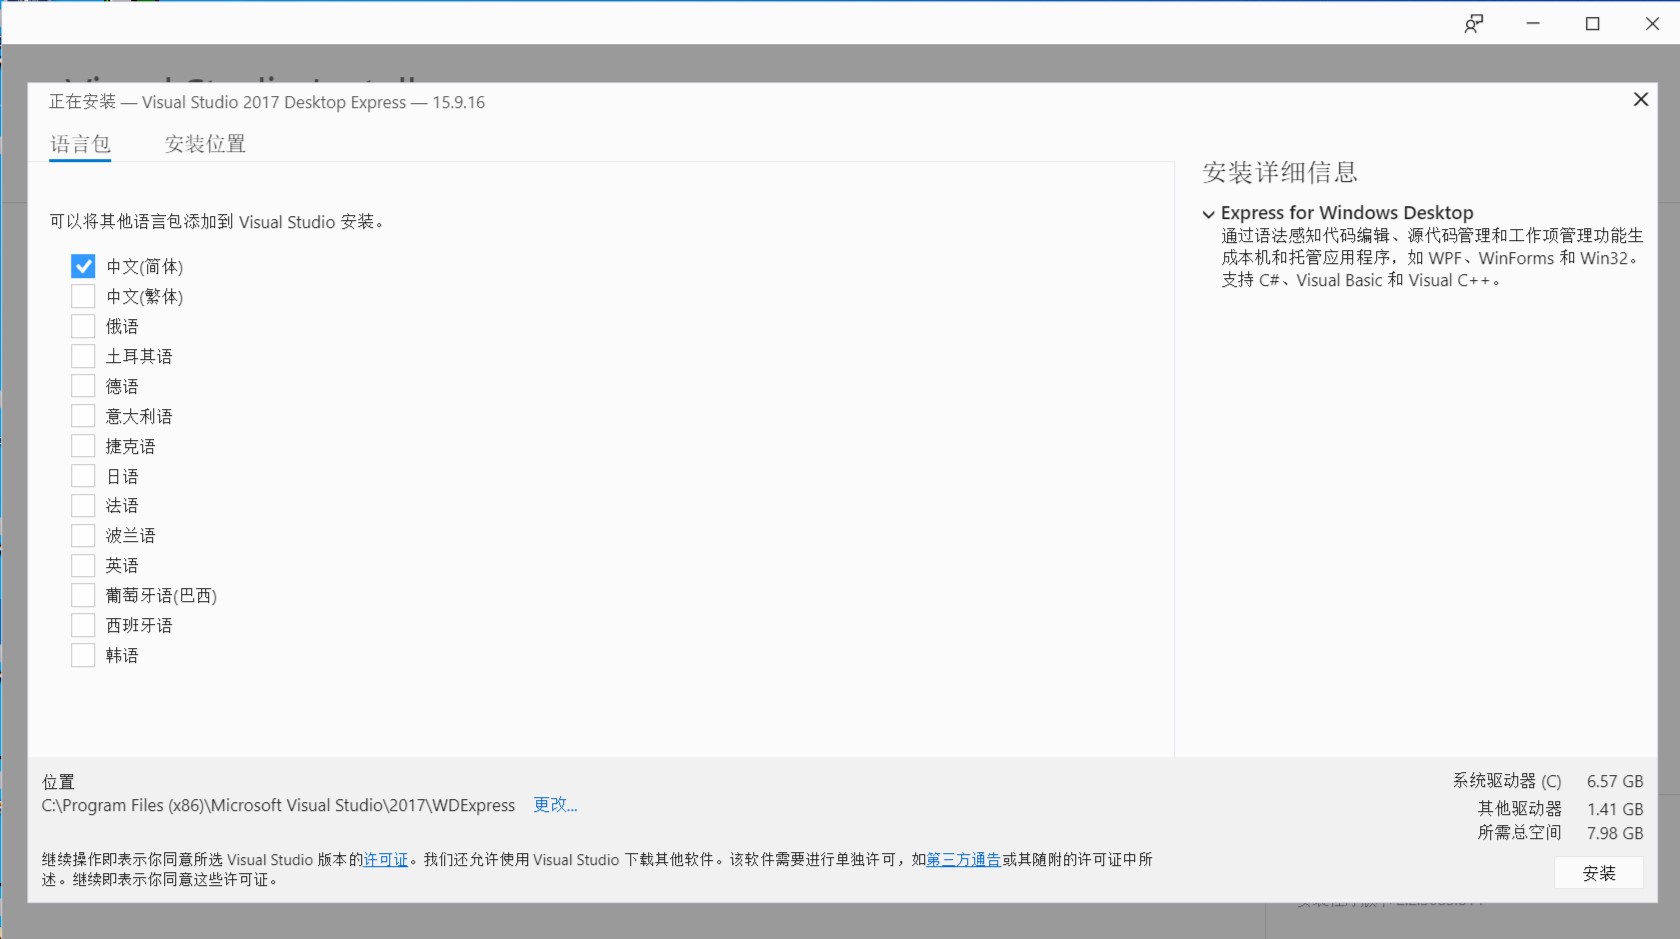 正在安装 — Visual Studio 2017 Desktop Express — 15.9.16
语言包 安装位置
可以将其他语言包添加到 Visual Studio 安装。
中文(简体)
中文(繁体)
俄语
土耳其语
德语
意大利语
捷克语
日语
法语
波兰语
英语
葡萄牙语(巴西)
西班牙语
韩语
安装详细信息
Express for Windows Desktop
通过语法感知代码编辑、源代码管理和工作项管理功能生
成本机和托管应用程序，如 WPF、WinForms 和 Win32。
支持 C#、Visual Basic 和 Visual C++。
位置
C:\Program Files (x86)\Microsoft Visual Studio\2017\WDExpress 更改...
继续操作即表示你同意所选 Visual Studio 版本的许可证。我们还允许使用 Visual Studio 下载其他软件。该软件需要进行单独许可，如第三方通告或其随附的许可证中所
述。继续即表示你同意这些许可证。
系统驱动器 (C) 6.57 GB
其他驱动器 1.41 GB
所需总空间 7.98 GB
安装